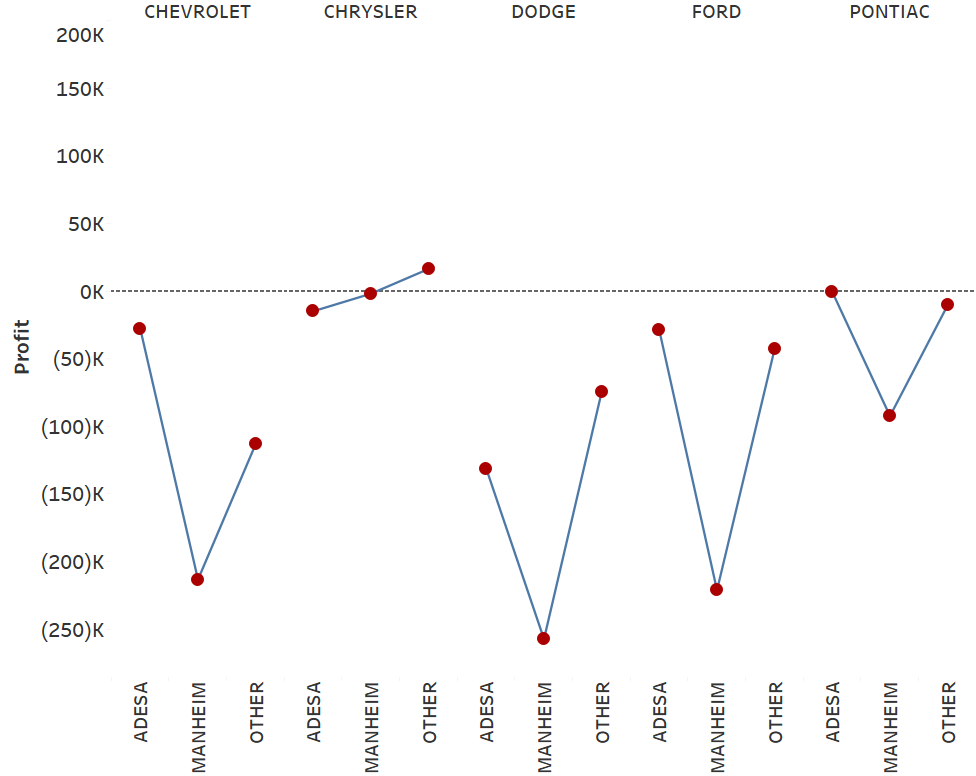 CHEVROLET CHRYSLER DODGE FORD PONTIAC
200K
150K
100K
50K
0K
(50)K
(100)K
(150)K
(200)K
(250)K
Profit
ADESA MANHEIM OTHER ADESA MANHEIM OTHER ADESA MANHEIM OTHER ADESA MANHEIM OTHER ADESA MANHEIM OTHER